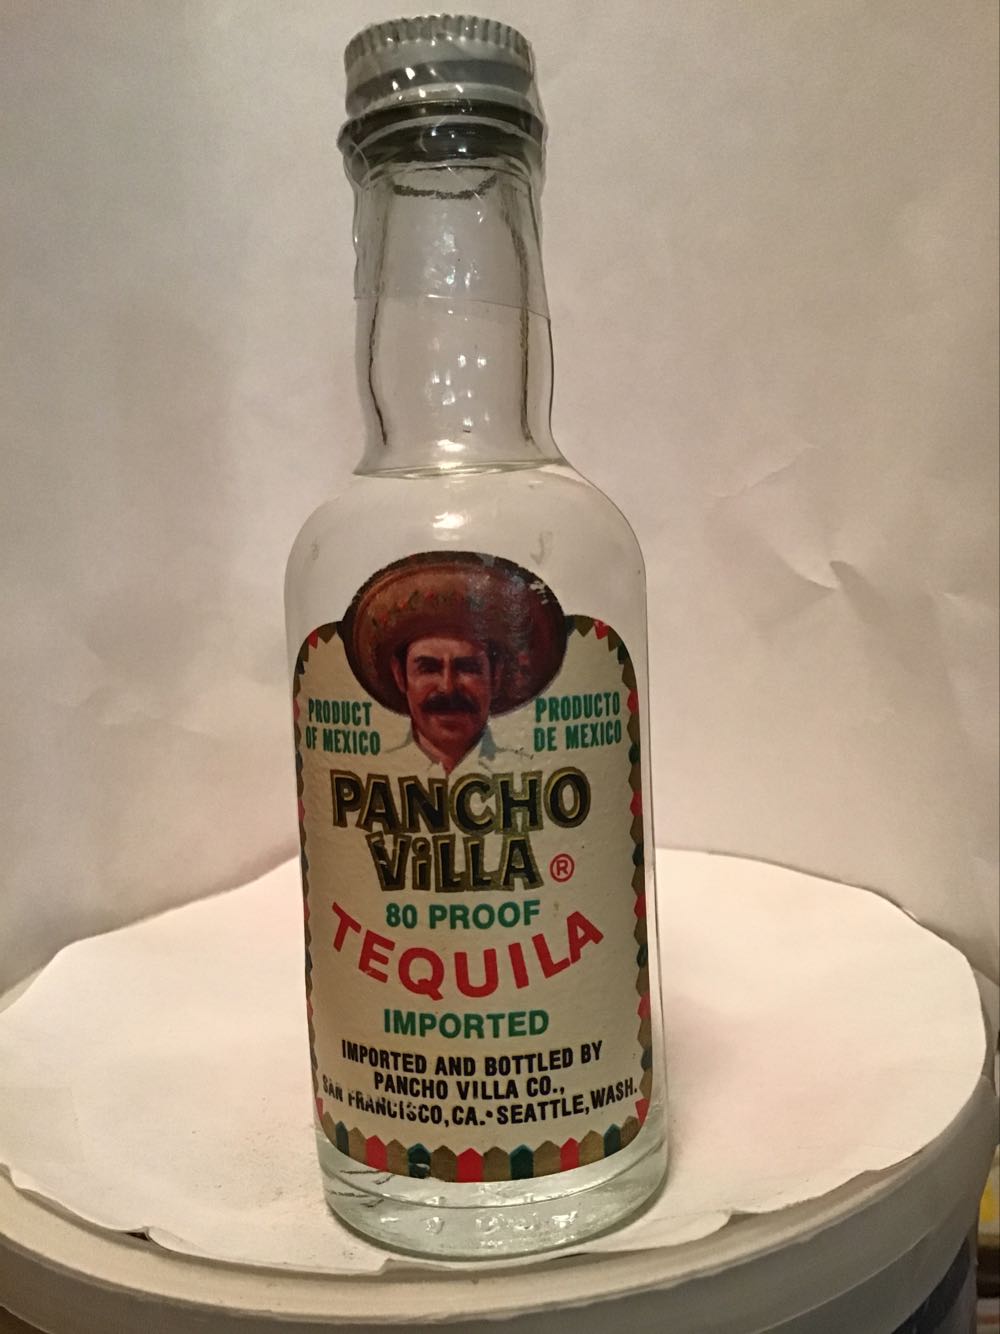 PRODUCT
OF MEXICO
PRODUCTO
DE MEXICO
PANCHO
ViLLA ®
80 PROOF
TEQUILA
IMPORTED
IMPORTED AND BOTTLED BY
PANCHO VILLA CO.,
SAN FRANCISCO, CA. • SEATTLE, WASH.